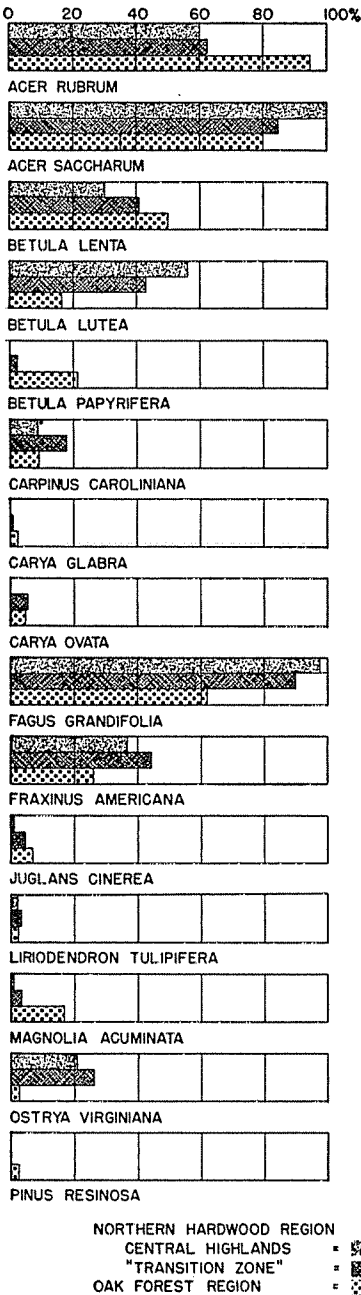 0 20 40 60 80 100%
ACER RUBRUM
ACER SACCHARUM
BETULA LENTA
BETULA LUTEA
BETULA PAPYRIFERA
CARPINUS CAROLINIANA
CARYA GLABRA
CARYA OVATA
FAGUS GRANDIFOLIA
FRAXINUS AMERICANA
JUGLANS CINEREA
LIRIODENDRON TULIPIFERA
MAGNOLIA ACUMINATA
OSTRYA VIRGINIANA
PINUS RESINOSA
NORTHERN HARDWOOD REGION
CENTRAL HIGHLANDS =
"TRANSITION ZONE" =
OAK FOREST REGION =